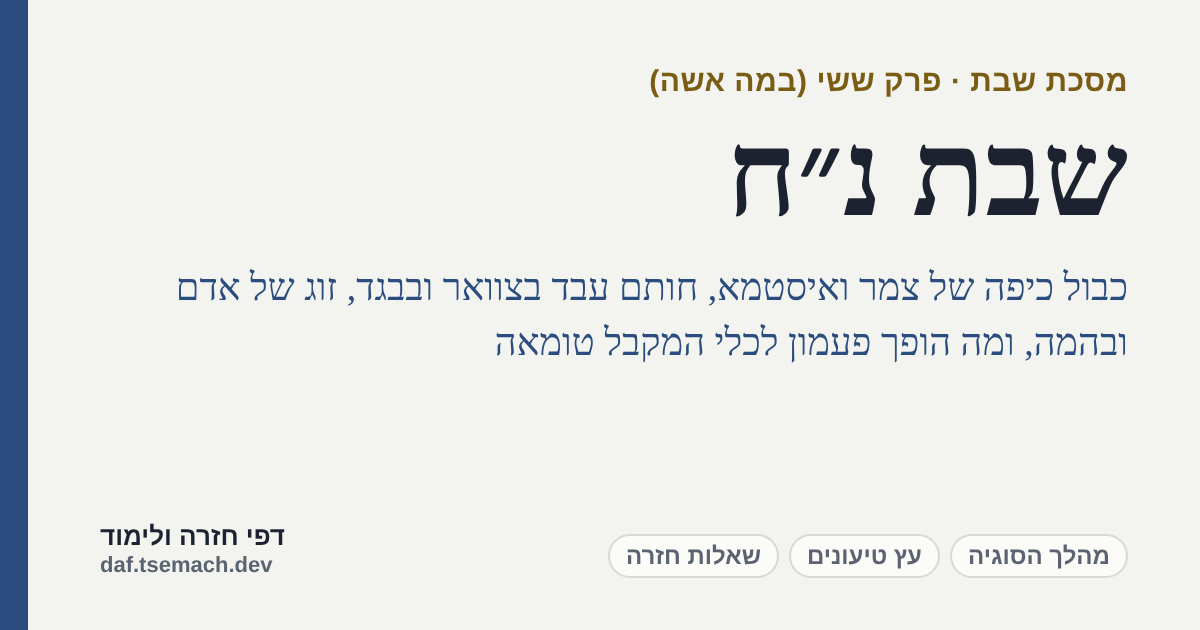 מסכת שבת · פרק ששי (במה אשה)
שבת נ״ח
כבול כיפה של צמר ואיסטמא, חותם עבד בצוואר ובבגד, זוג של אדם
ובהמה, ומה הופך פעמון לכלי המקבל טומאה
מהלך הסוגיה
עץ טיעונים
שאלות חזרה
דפי חזרה ולימוד
daf.tsemach.dev